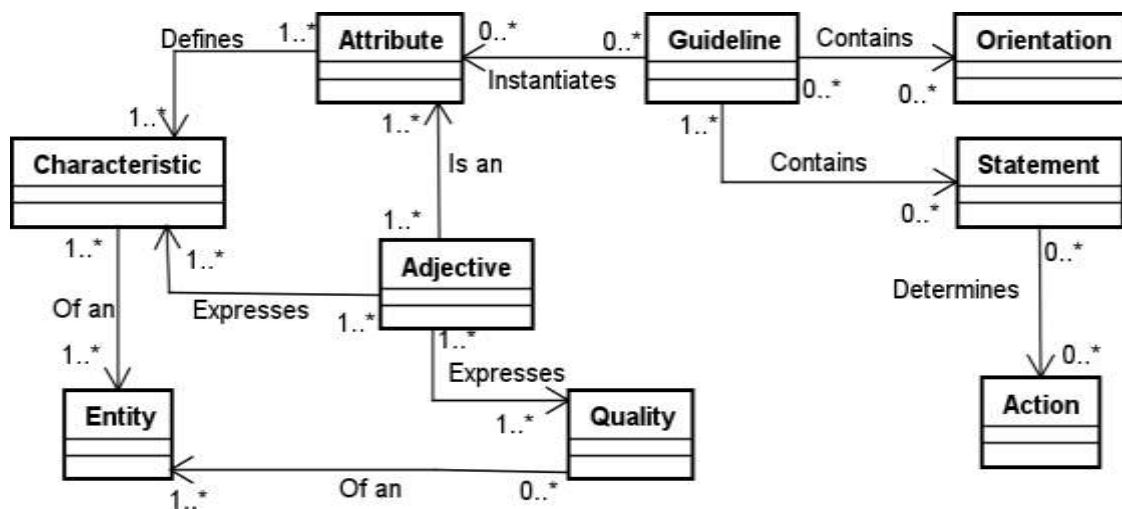 1..*
Defines
1..*
Attribute
0..*
Instantiates
0..*
Guideline
Contains
0..*
0..*
Orientation
1..*
Contains
0..*
Statement
1..*
Is an
1..*
Characteristic
1..*
1..*
Expresses
1..*
Adjective
0..*
Determines
0..*
Of an
1..*
1..*
Expresses
1..*
Entity
Quality
Action
1..*
Of an
0..*